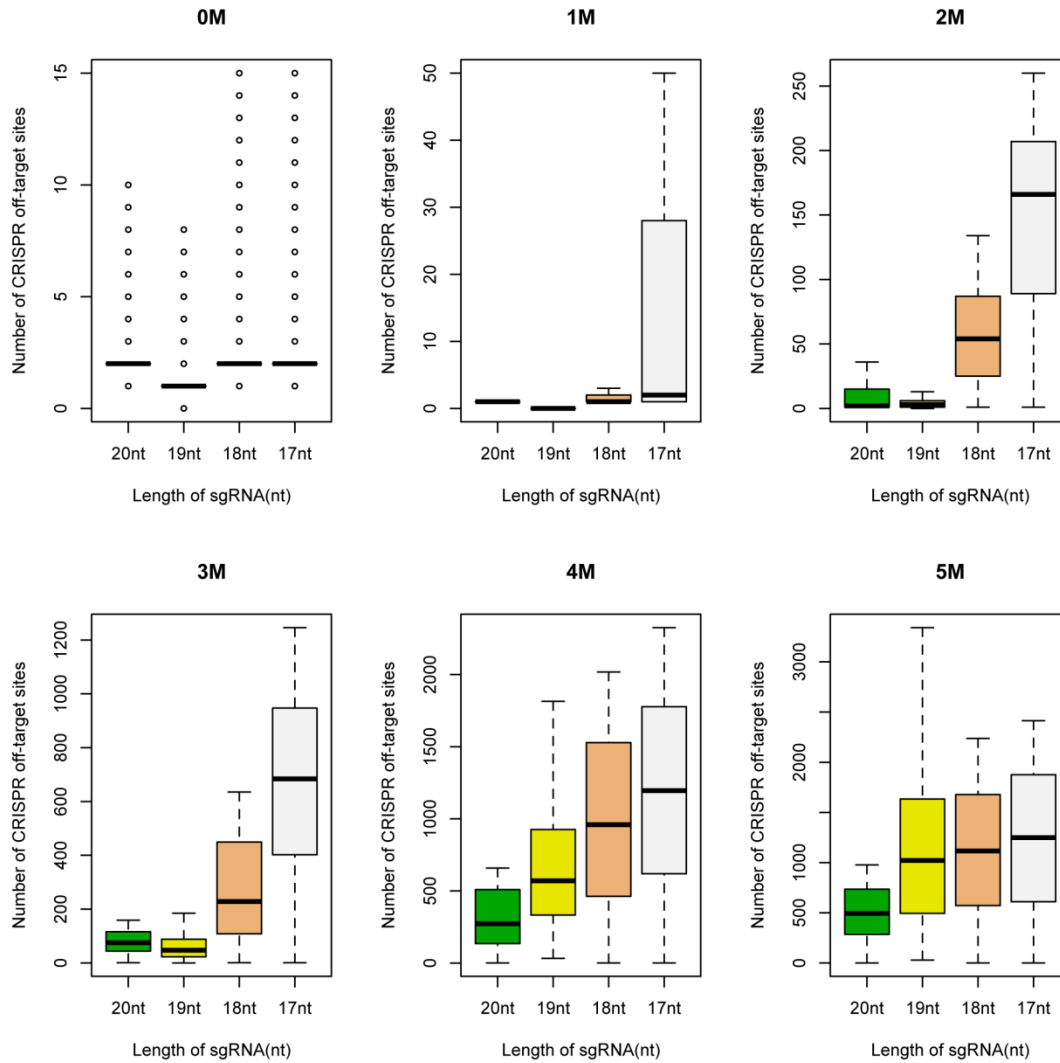 0M
Number of CRISPR off-target sites
15
10
5
0
20nt 19nt 18nt 17nt
Length of sgRNA(nt)
1M
Number of CRISPR off-target sites
50
40
30
20
10
0
20nt 19nt 18nt 17nt
Length of sgRNA(nt)
2M
Number of CRISPR off-target sites
250
200
150
100
50
0
20nt 19nt 18nt 17nt
Length of sgRNA(nt)
3M
Number of CRISPR off-target sites
1200
1000
800
600
400
200
0
20nt 19nt 18nt 17nt
Length of sgRNA(nt)
4M
Number of CRISPR off-target sites
2000
1500
1000
500
0
20nt 19nt 18nt 17nt
Length of sgRNA(nt)
5M
Number of CRISPR off-target sites
3000
2000
1000
500
0
20nt 19nt 18nt 17nt
Length of sgRNA(nt)